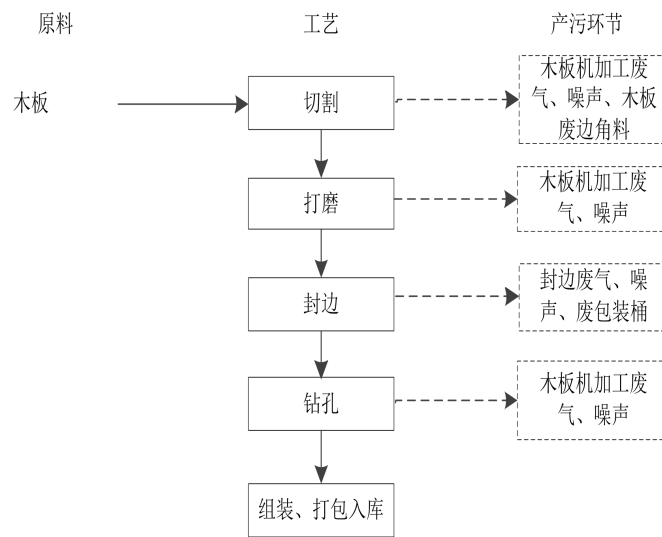 原料 工艺 产污环节
木板
切割
木板机加工废
气、噪声、木板
废边角料
打磨
木板机加工废
气、噪声
封边
封边废气、噪
声、废包装桶
钻孔
木板机加工废
气、噪声
组装、打包入库